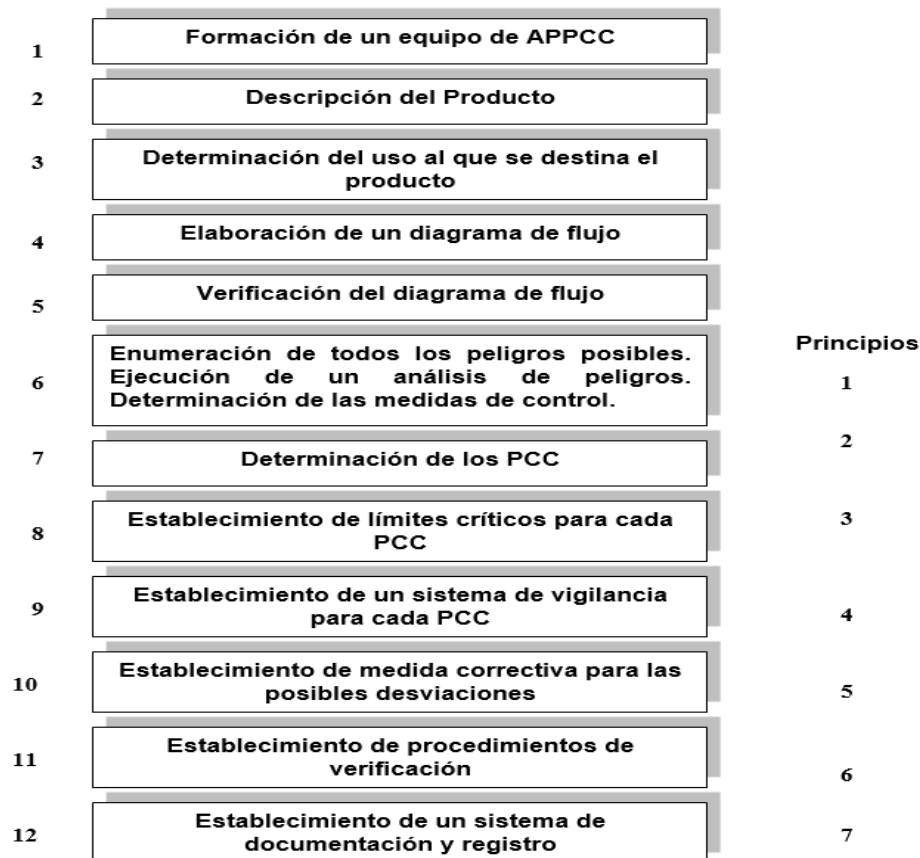 1 Formación de un equipo de APPCC
2 Descripción del Producto
3 Determinación del uso al que se destina el
producto
4 Elaboración de un diagrama de flujo
5 Verificación del diagrama de flujo
Principios
6 Enumeración de todos los peligros posibles.
Ejecución de un análisis de peligros. 1
Determinación de las medidas de control.
7 Determinación de los PCC 2
8 Establecimiento de límites críticos para cada 3
PCC
9 Establecimiento de un sistema de vigilancia 4
para cada PCC
10 Establecimiento de medida correctiva para las 5
posibles desviaciones
11 Establecimiento de procedimientos de 6
verificación
12 Establecimiento de un sistema de 7
documentación y registro